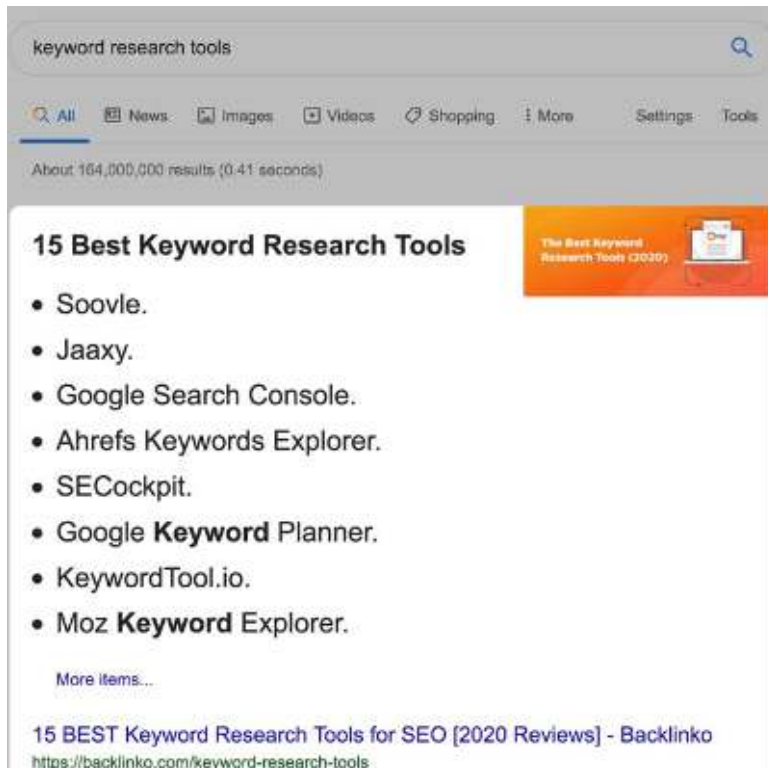 keyword research tools
All News Images Videos Shopping More Settings Tools
About 164,000,000 results (0.41 seconds)
15 Best Keyword Research Tools
The Best Keyword
Research Tools (2020)
• Soovle.
• Jaaxy.
• Google Search Console.
• Ahrefs Keywords Explorer.
• SECockpit.
• Google Keyword Planner.
• KeywordTool.io.
• Moz Keyword Explorer.
More items...
15 BEST Keyword Research Tools for SEO [2020 Reviews] - Backlinko
https://backlinko.com/keyword-research-tools